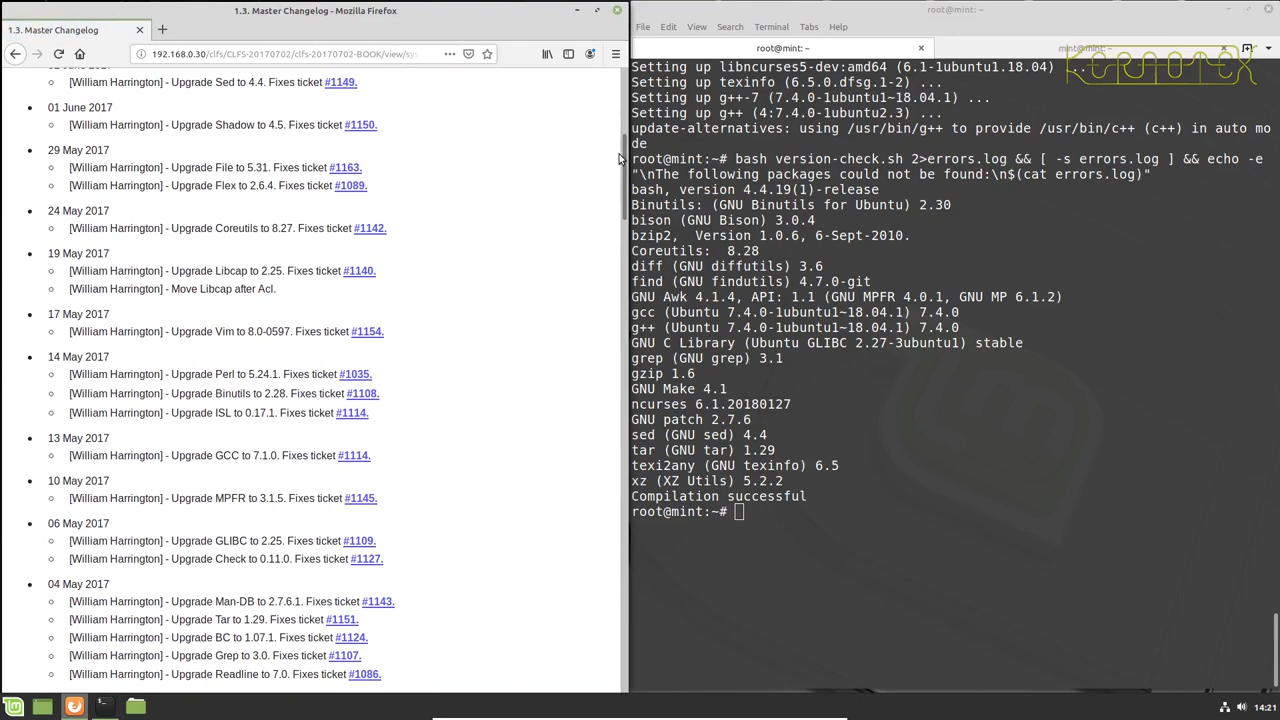 1.3. Master Changelog - Mozilla Firefox
1.3. Master Changelog
192.168.0.30/clfs/CLFS-20170702/clfs-20170702-BOOK/view/sy
[William Harrington] - Upgrade Sed to 4.4. Fixes ticket #1149.
01 June 2017
[William Harrington] - Upgrade Shadow to 4.5. Fixes ticket #1150.
29 May 2017
[William Harrington] - Upgrade File to 5.31. Fixes ticket #1163.
[William Harrington] - Upgrade Flex to 2.6.4. Fixes ticket #1089.
24 May 2017
[William Harrington] - Upgrade Coreutils to 8.27. Fixes ticket #1142.
19 May 2017
[William Harrington] - Upgrade Libcap to 2.25. Fixes ticket #1140.
[William Harrington] - Move Libcap after Acl.
17 May 2017
[William Harrington] - Upgrade Vim to 8.0-0597. Fixes ticket #1154.
14 May 2017
[William Harrington] - Upgrade Perl to 5.24.1. Fixes ticket #1035.
[William Harrington] - Upgrade Binutils to 2.28. Fixes ticket #1108.
[William Harrington] - Upgrade ISL to 0.17.1. Fixes ticket #1114.
13 May 2017
[William Harrington] - Upgrade GCC to 7.1.0. Fixes ticket #1114.
10 May 2017
[William Harrington] - Upgrade MPFR to 3.1.5. Fixes ticket #1145.
06 May 2017
[William Harrington] - Upgrade GLIBC to 2.25. Fixes ticket #1109.
[William Harrington] - Upgrade Check to 0.11.0. Fixes ticket #1127.
04 May 2017
[William Harrington] - Upgrade Man-DB to 2.7.6.1. Fixes ticket #1143.
[William Harrington] - Upgrade Tar to 1.29. Fixes ticket #1151.
[William Harrington] - Upgrade BC to 1.07.1. Fixes ticket #1124.
[William Harrington] - Upgrade Grep to 3.0. Fixes ticket #1107.
[William Harrington] - Upgrade Readline to 7.0. Fixes ticket #1086.
root@mint: ~
File Edit View Search Terminal Tabs Help
root@mint: ~
root@mint: ~
Setting up libncurses5-dev:amd64 (6.1-1ubuntu1.18.04) ...
Setting up texinfo (6.5.0.dfsg.1-2) ...
Setting up g++-7 (7.4.0-1ubuntu1~18.04.1) ...
Setting up g++ (4:7.4.0-1ubuntu2.3) ...
update-alternatives: using /usr/bin/g++ to provide /usr/bin/c++ (c++) in auto mo
de
root@mint:~# bash version-check.sh 2>errors.log && [ -s errors.log ] && echo -e
"\nThe following packages could not be found:\n$(cat errors.log)"
bash, version 4.4.19(1)-release
Binutils: (GNU Binutils for Ubuntu) 2.30
bison (GNU Bison) 3.0.4
bzip2,  Version 1.0.6, 6-Sept-2010.
Coreutils:  8.28
diff (GNU diffutils) 3.6
find (GNU findutils) 4.7.0-git
GNU Awk 4.1.4, API: 1.1 (GNU MPFR 4.0.1, GNU MP 6.1.2)
gcc (Ubuntu 7.4.0-1ubuntu1~18.04.1) 7.4.0
g++ (Ubuntu 7.4.0-1ubuntu1~18.04.1) 7.4.0
GNU C Library (Ubuntu GLIBC 2.27-3ubuntu1) stable
grep (GNU grep) 3.1
gzip 1.6
GNU Make 4.1
ncurses 6.1.20180127
GNU patch 2.7.6
sed (GNU sed) 4.4
tar (GNU tar) 1.29
texi2any (GNU texinfo) 6.5
xz (XZ Utils) 5.2.2
Compilation successful
root@mint:~#
14:21